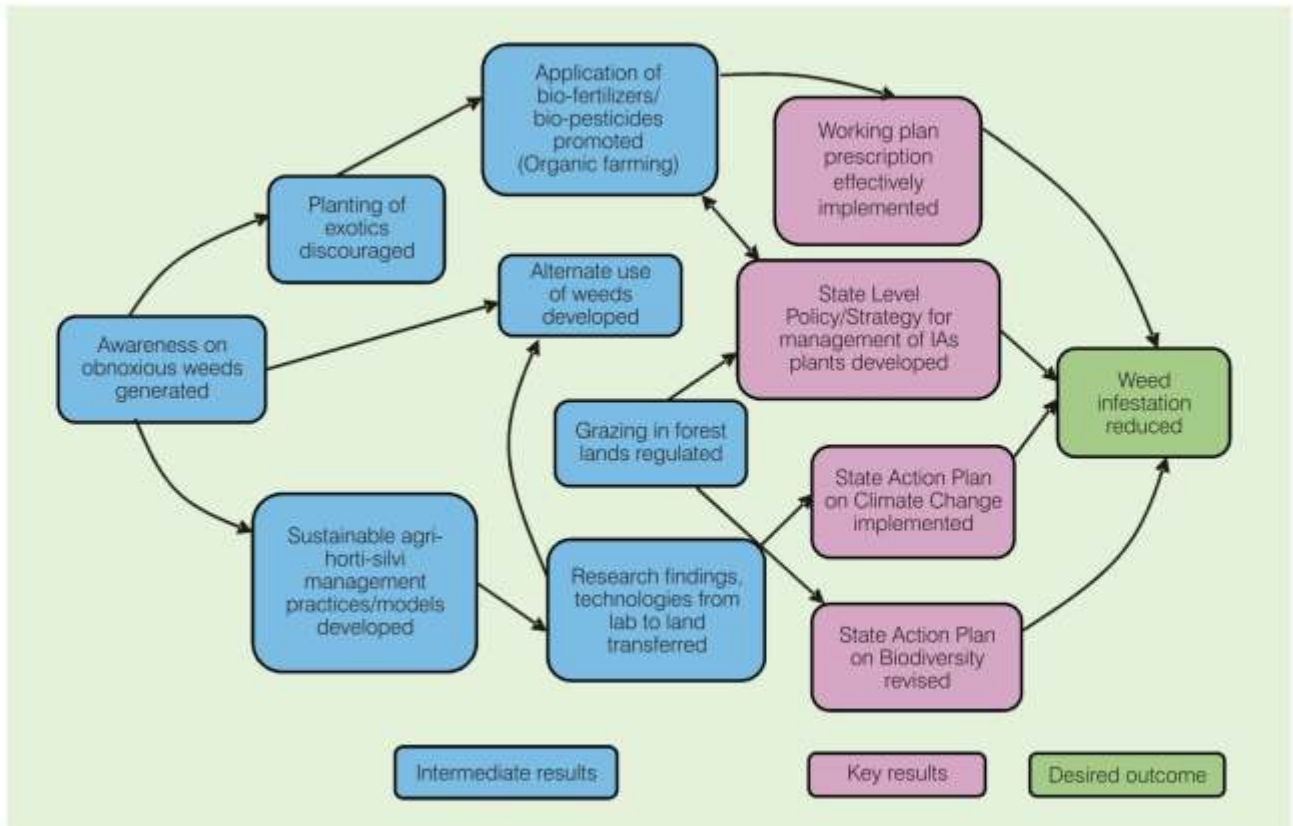 Application of
bio-fertilizers/
bio-pesticides
promoted
(Organic farming)
Working plan
prescription
effectively
implemented
Planting of
exotics
discouraged
Alternate use
of weeds
developed
State Level
Policy/Strategy for
management of IAs
plants developed
Awareness on
obnoxious weeds
generated
Weed
infestation
reduced
Grazing in forest
lands regulated
State Action Plan
on Climate Change
implemented
Sustainable agri-
horti-silvi
management
practices/models
developed
Research findings,
technologies from
lab to land
transferred
State Action Plan
on Biodiversity
revised
Intermediate results
Key results
Desired outcome